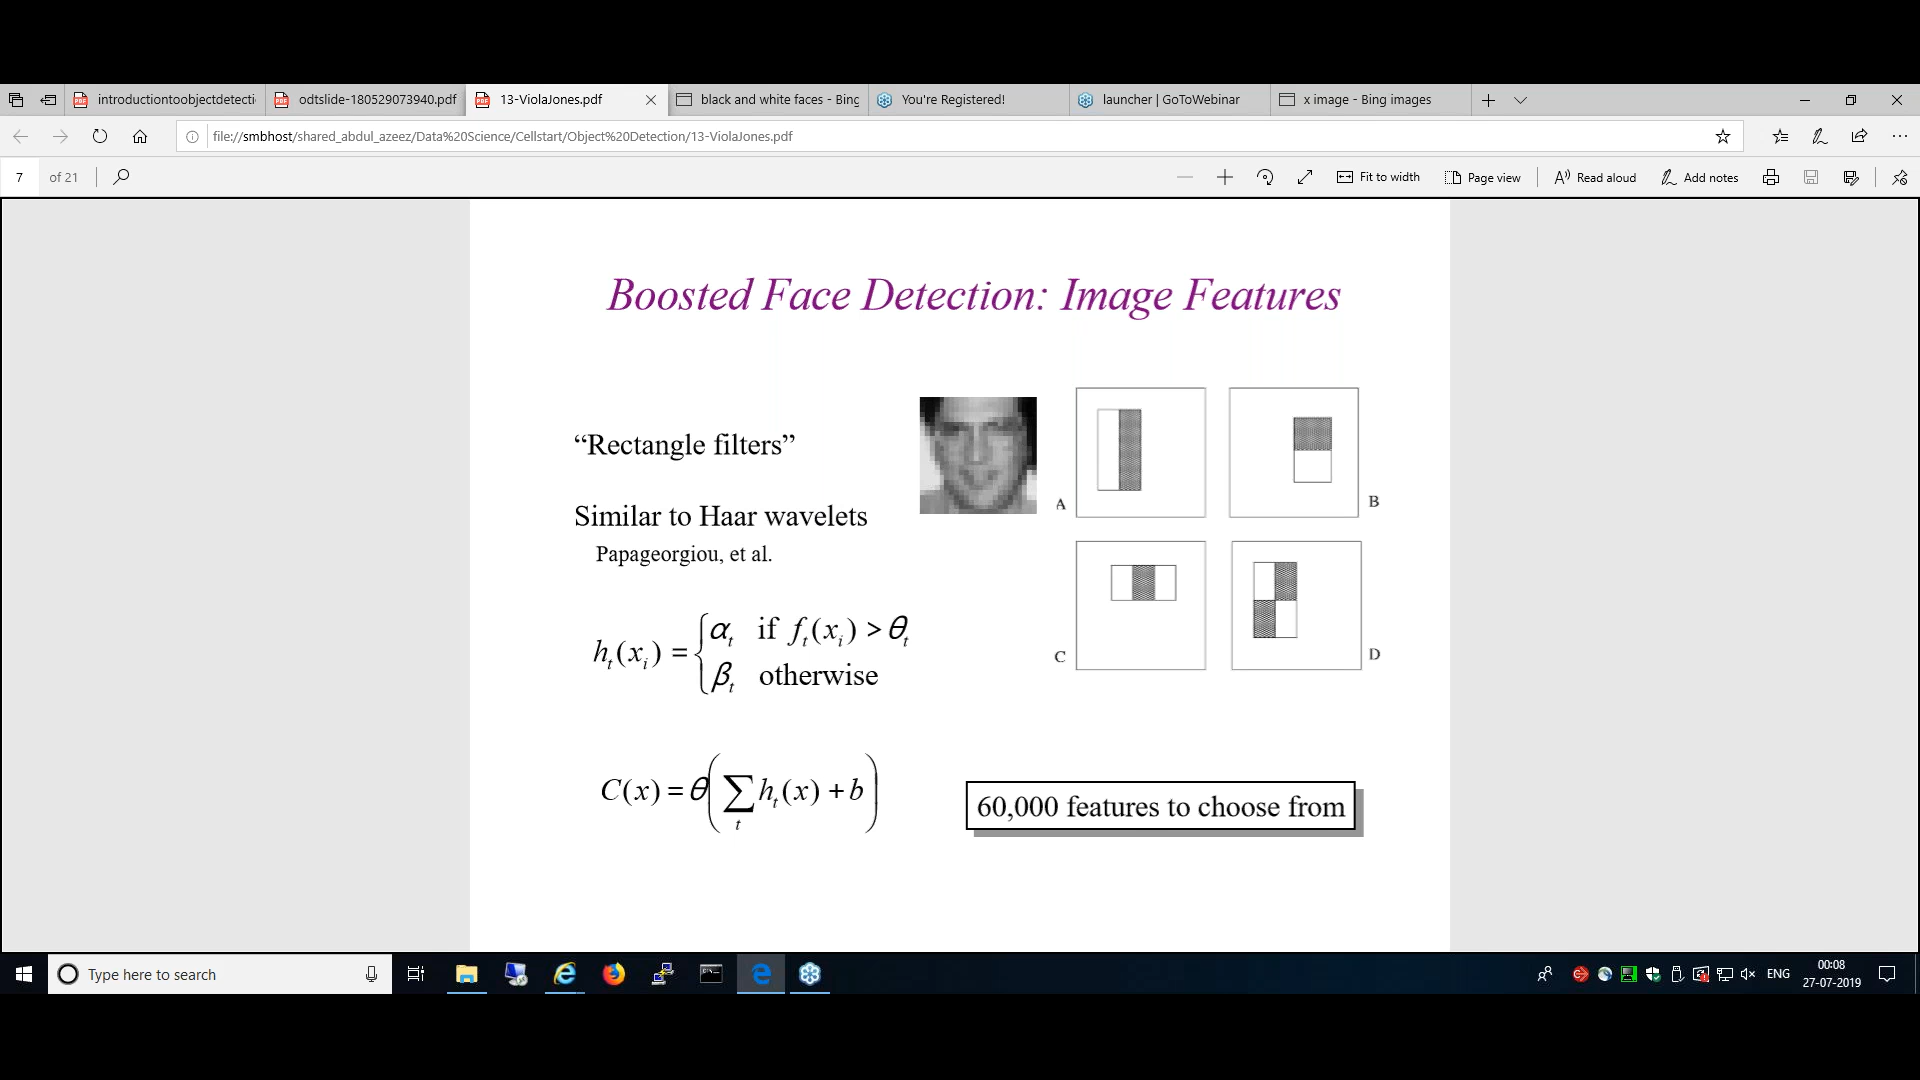 introductiontoobjectdetecti
odtslide-180529073940.pdf
13-ViolaJones.pdf
black and white faces - Bing
You're Registered!
launcher | GoToWebinar
x image - Bing images
file://smbhost/shared_abdul_azeez/Data%20Science/Cellstart/Object%20Detection/13-ViolaJones.pdf
7 of 21
Fit to width
Page view
Read aloud
Add notes
Boosted Face Detection: Image Features
“Rectangle filters”
Similar to Haar wavelets
Papageorgiou, et al.
A
B
C
D
h_t(x_i) = { α_t if f_t(x_i) > θ_t
β_t otherwise
C(x) = θ( ∑_t h_t(x) + b )
60,000 features to choose from
Type here to search
ENG
00:08
27-07-2019